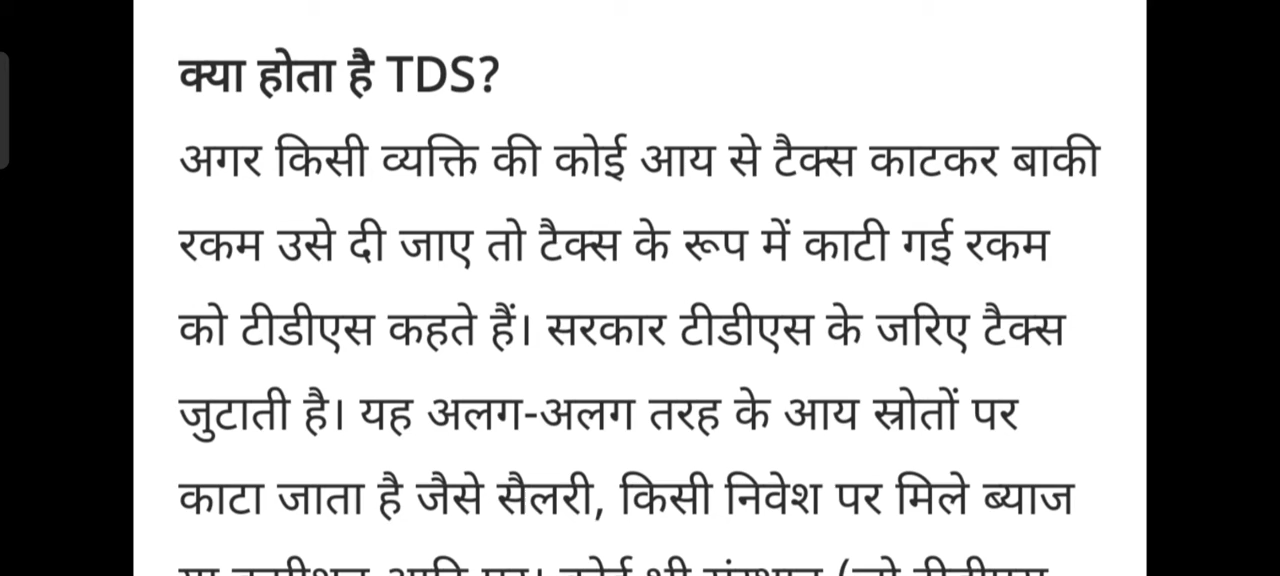 क्या होता है TDS?
अगर किसी व्यक्ति की कोई आय से टैक्स काटकर बाकी
रकम उसे दी जाए तो टैक्स के रूप में काटी गई रकम
को टीडीएस कहते हैं। सरकार टीडीएस के जरिए टैक्स
जुटाती है। यह अलग-अलग तरह के आय स्रोतों पर
काटा जाता है जैसे सैलरी, किसी निवेश पर मिले ब्याज